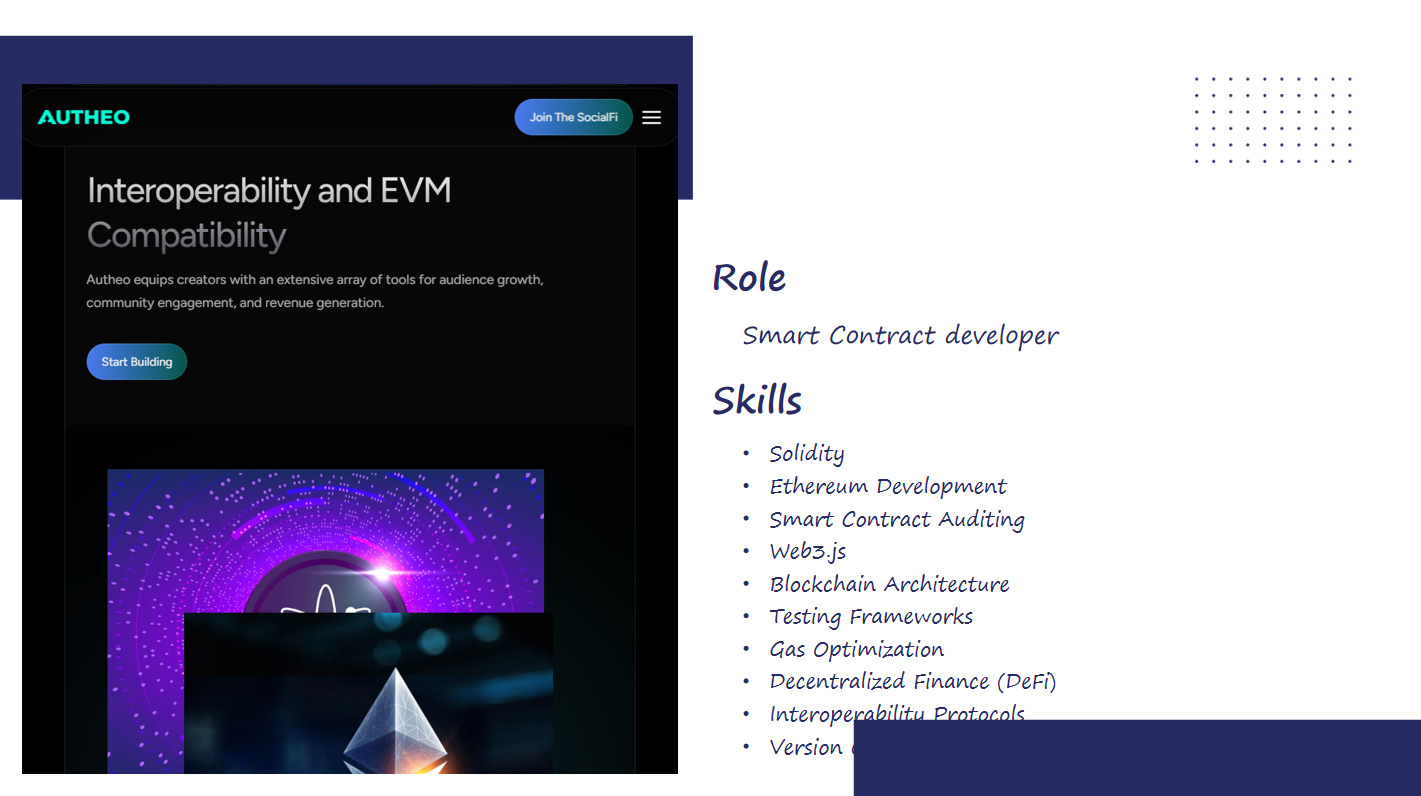 AUTHEO
Join The SocialFi
Interoperability and EVM
Compatibility
Autheo equips creators with an extensive array of tools for audience growth,
community engagement, and revenue generation.
Start Building
Role
Smart Contract developer
Skills
• Solidity
• Ethereum Development
• Smart Contract Auditing
• Web3.js
• Blockchain Architecture
• Testing Frameworks
• Gas Optimization
• Decentralized Finance (DeFi)
• Interoperability Protocols
• Version